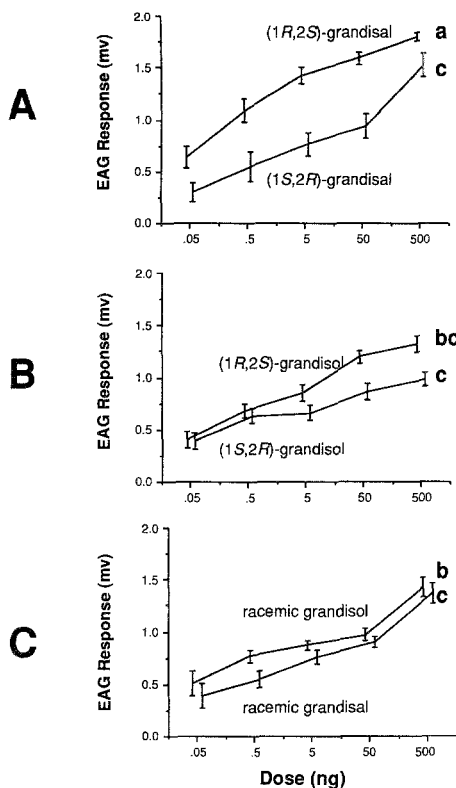 A
EAG Response (mv)
2.0
1.5
1.0
0.5
0.0
(1R,2S)-grandisal
a
c
(1S,2R)-grandisal
.05 .5 5 50 500
B
EAG Response (mv)
2.0
1.5
1.0
0.5
0.0
(1R,2S)-grandisol
bc
c
(1S,2R)-grandisol
.05 .5 5 50 500
C
EAG Response (mv)
2.0
1.5
1.0
0.5
0.0
racemic grandisol
b
c
racemic grandisal
.05 .5 5 50 500
Dose (ng)